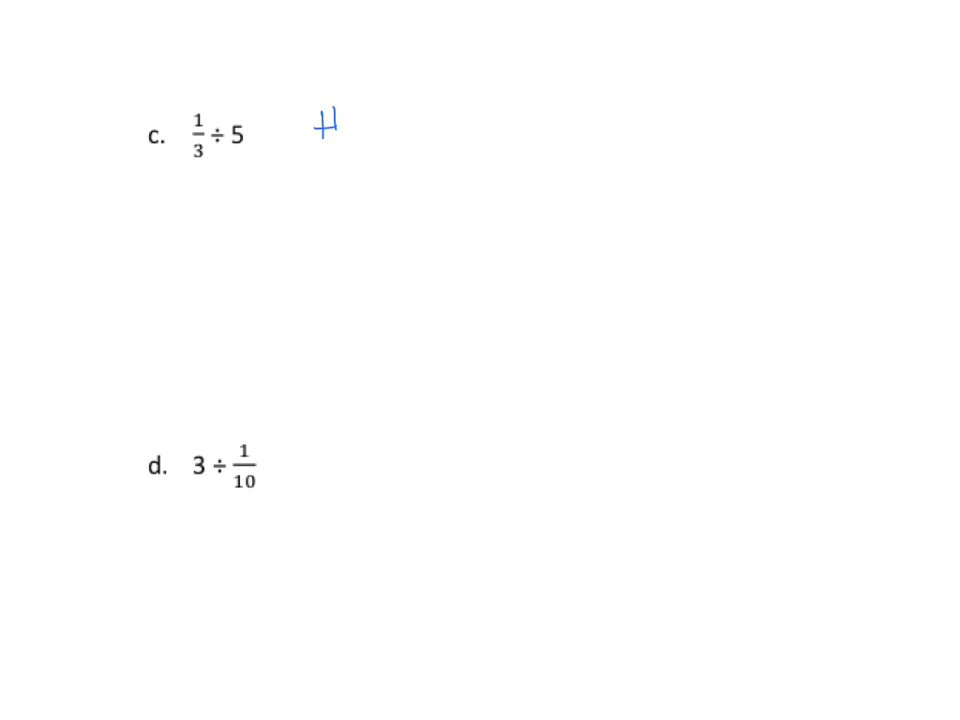 c. 1/3 ÷ 5
d. 3 ÷ 1/10